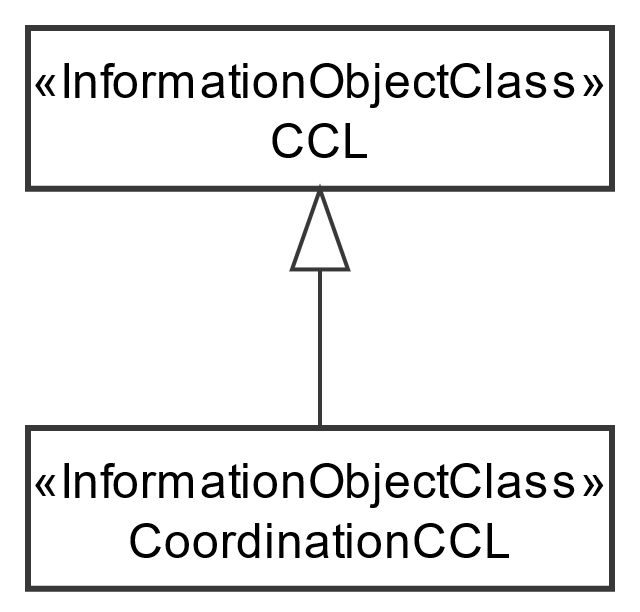 «InformationObjectClass»
CCL
«InformationObjectClass»
CoordinationCCL